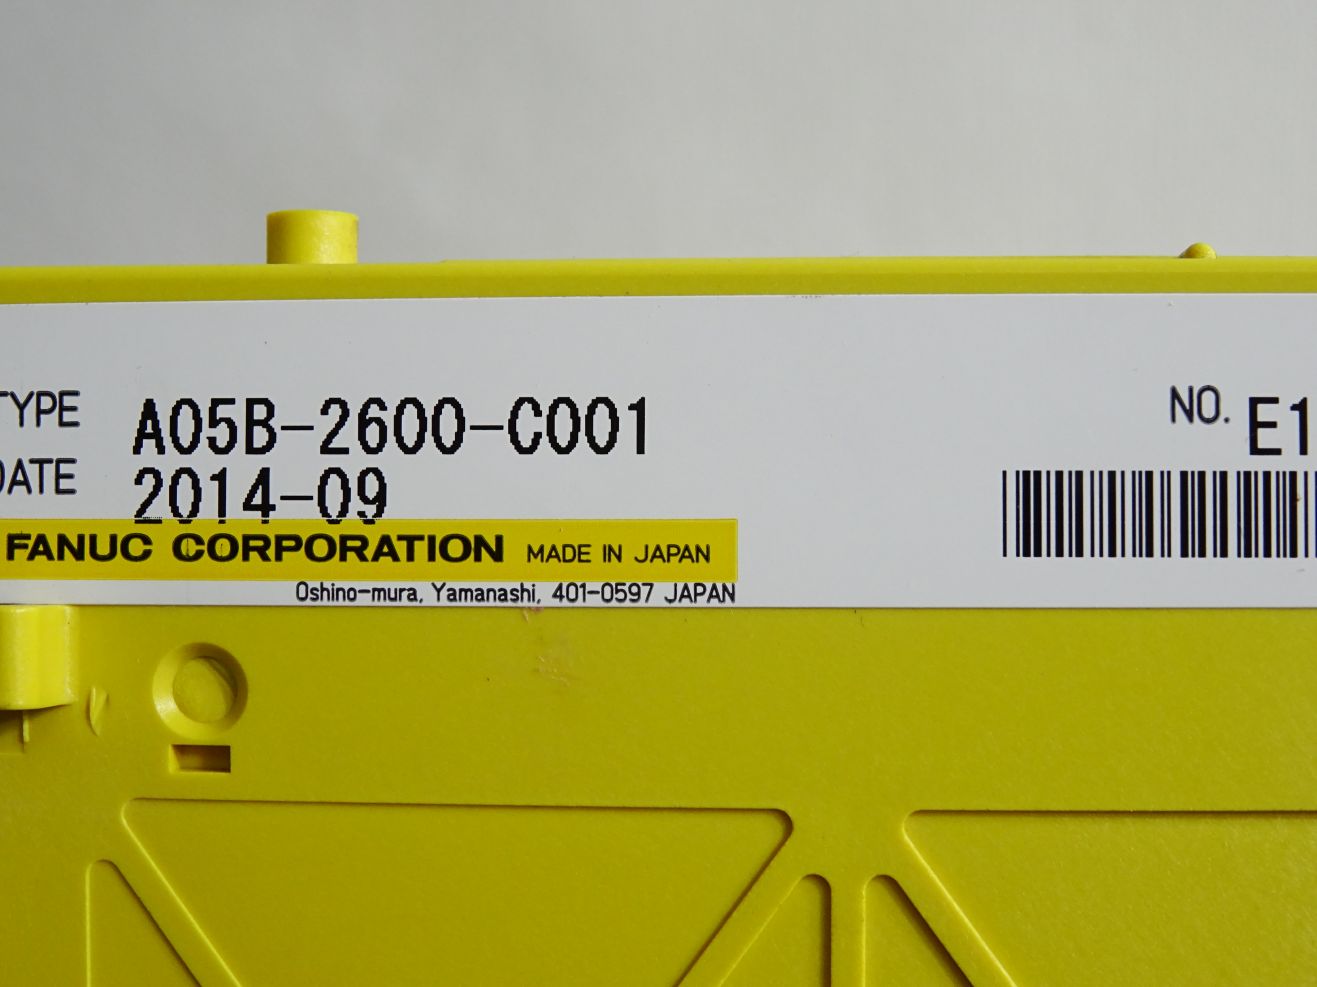 TYPE A05B-2600-C001
DATE 2014-09
FANUC CORPORATION MADE IN JAPAN
Oshino-mura, Yamanashi, 401-0597 JAPAN
NO. E1